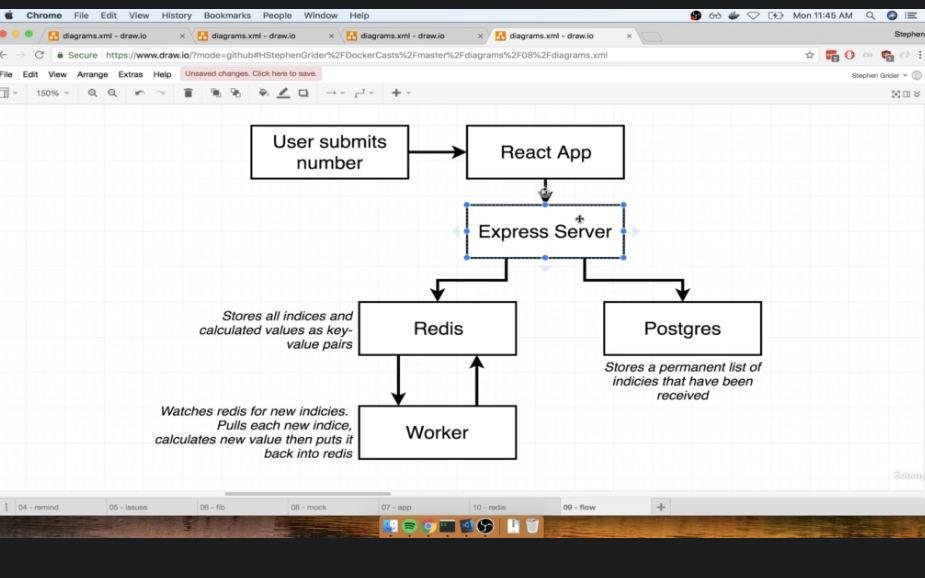 Chrome File Edit View History Bookmarks People Window Help Mon 11:45 AM
diagrams.xml - draw.io diagrams.xml - draw.io diagrams.xml - draw.io diagrams.xml - draw.io Stephen
Secure https://www.draw.io/?mode=github#HStephenGrider%2FDockerCasts%2Fmaster%2Fdiagrams%2F08%2Fdiagrams.xml
File Edit View Arrange Extras Help Unsaved changes. Click here to save. Stephen Grider
150%
User submits
number
React App
Express Server
Stores all indices and
calculated values as key-
value pairs
Redis
Postgres
Stores a permanent list of
indicies that have been
received
Watches redis for new indicies.
Pulls each new indice,
calculates new value then puts it
back into redis
Worker
Udemy
04 - remind 05 - issues 06 - fib 08 - mock 07 - app 10 - redis 09 - flow